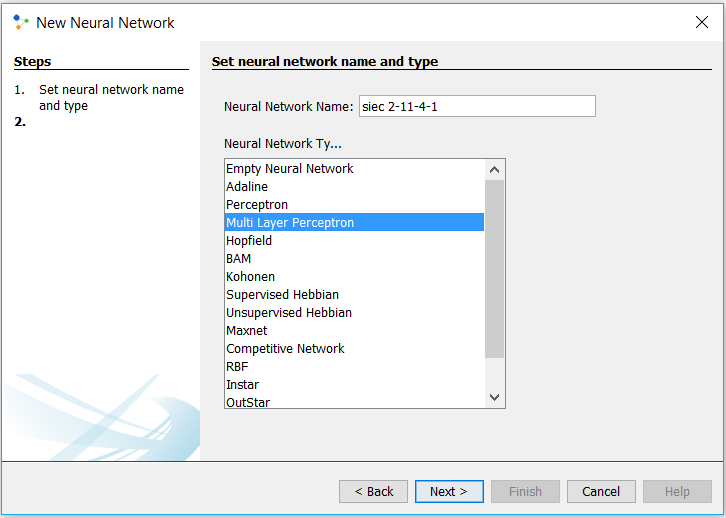 New Neural Network
Steps
1. Set neural network name
and type
2.
Set neural network name and type
Neural Network Name: siec 2-11-4-1
Neural Network Ty...
Empty Neural Network
Adaline
Perceptron
Multi Layer Perceptron
Hopfield
BAM
Kohonen
Supervised Hebbian
Unsupervised Hebbian
Maxnet
Competitive Network
RBF
Instar
OutStar
< Back Next > Finish Cancel Help